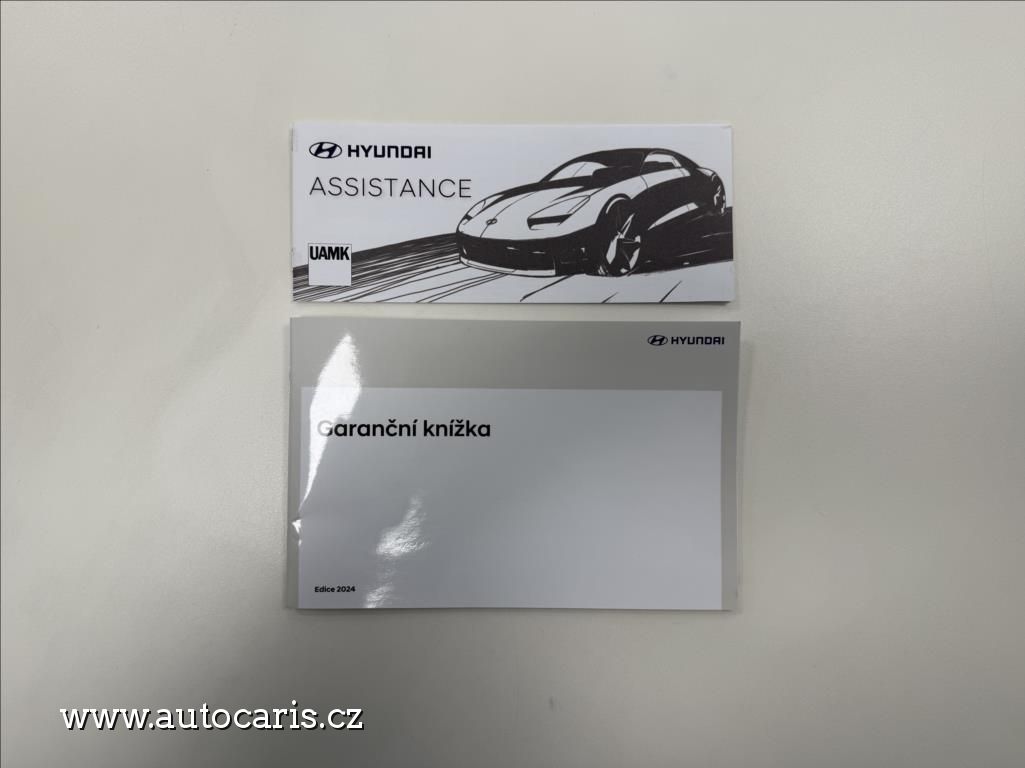 HYUNDAI
ASSISTANCE
UAMK
HYUNDAI
Garanční knížka
Edice 2024
www.autocaris.cz